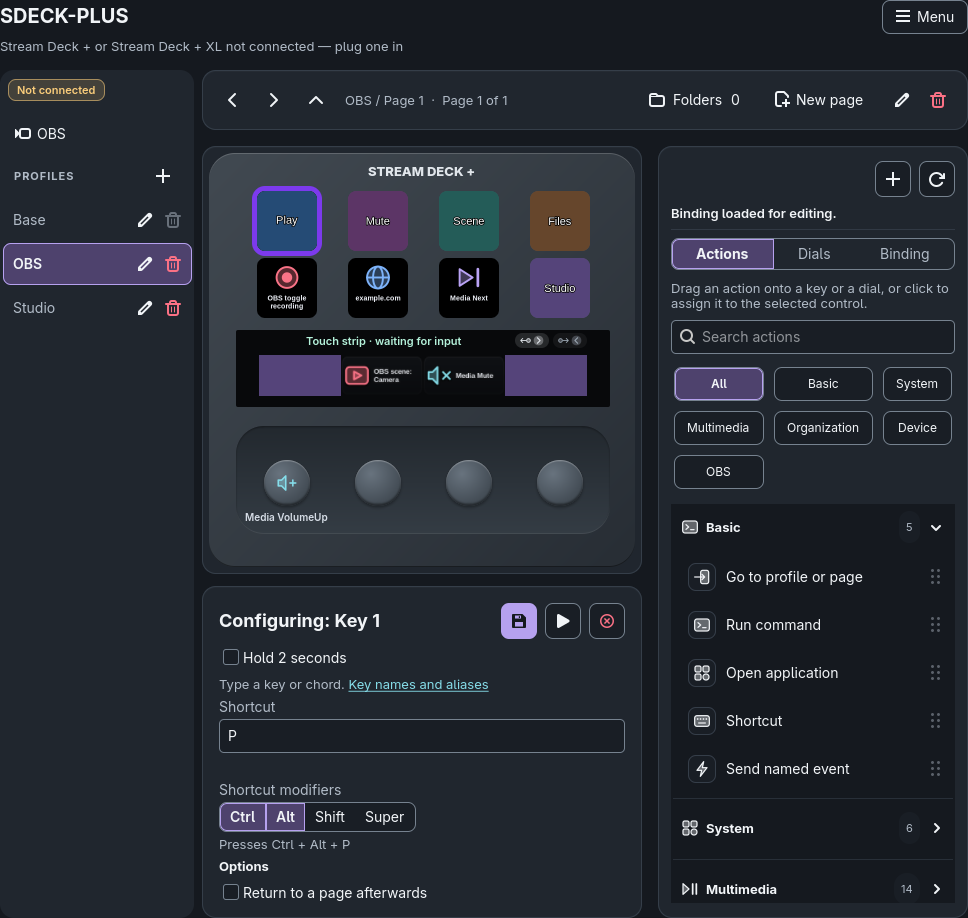 SDECK-PLUS
Menu
Stream Deck + or Stream Deck + XL not connected — plug one in
Not connected
OBS
PROFILES
Base
OBS
Studio
OBS / Page 1 · Page 1 of 1
Folders 0
New page
STREAM DECK +
Play
Mute
Scene
Files
OBS toggle
recording
example.com
Media Next
Studio
Touch strip · waiting for input
OBS scene:
Camera
Media Mute
Media VolumeUp
Configuring: Key 1
Hold 2 seconds
Type a key or chord. Key names and aliases
Shortcut
P
Shortcut modifiers
Ctrl
Alt
Shift
Super
Presses Ctrl + Alt + P
Options
Return to a page afterwards
Binding loaded for editing.
Actions
Dials
Binding
Drag an action onto a key or a dial, or click to
assign it to the selected control.
Search actions
All
Basic
System
Multimedia
Organization
Device
OBS
Basic 5
Go to profile or page
Run command
Open application
Shortcut
Send named event
System 6
Multimedia 14